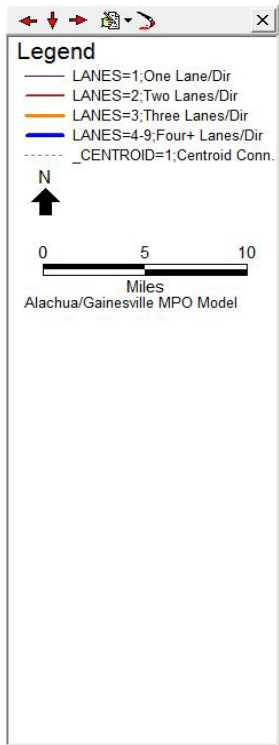 Legend
LANES=1;One Lane/Dir
LANES=2;Two Lanes/Dir
LANES=3;Three Lanes/Dir
LANES=4-9;Four+ Lanes/Dir
_CENTROID=1;Centroid Conn.
N
0 5 10
Miles
Alachua/Gainesville MPO Model